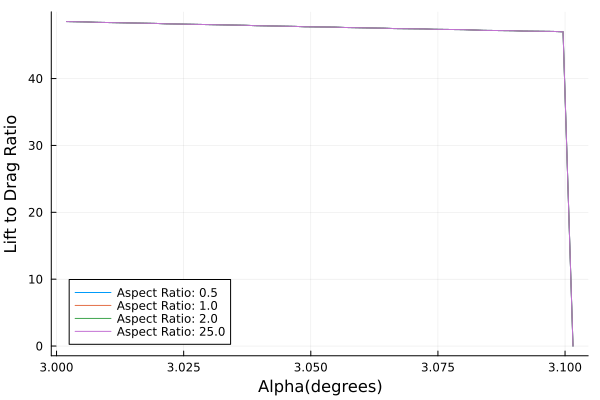 Lift to Drag Ratio
40
30
20
10
0
Aspect Ratio: 0.5
Aspect Ratio: 1.0
Aspect Ratio: 2.0
Aspect Ratio: 25.0
3.000 3.025 3.050 3.075 3.100
Alpha(degrees)